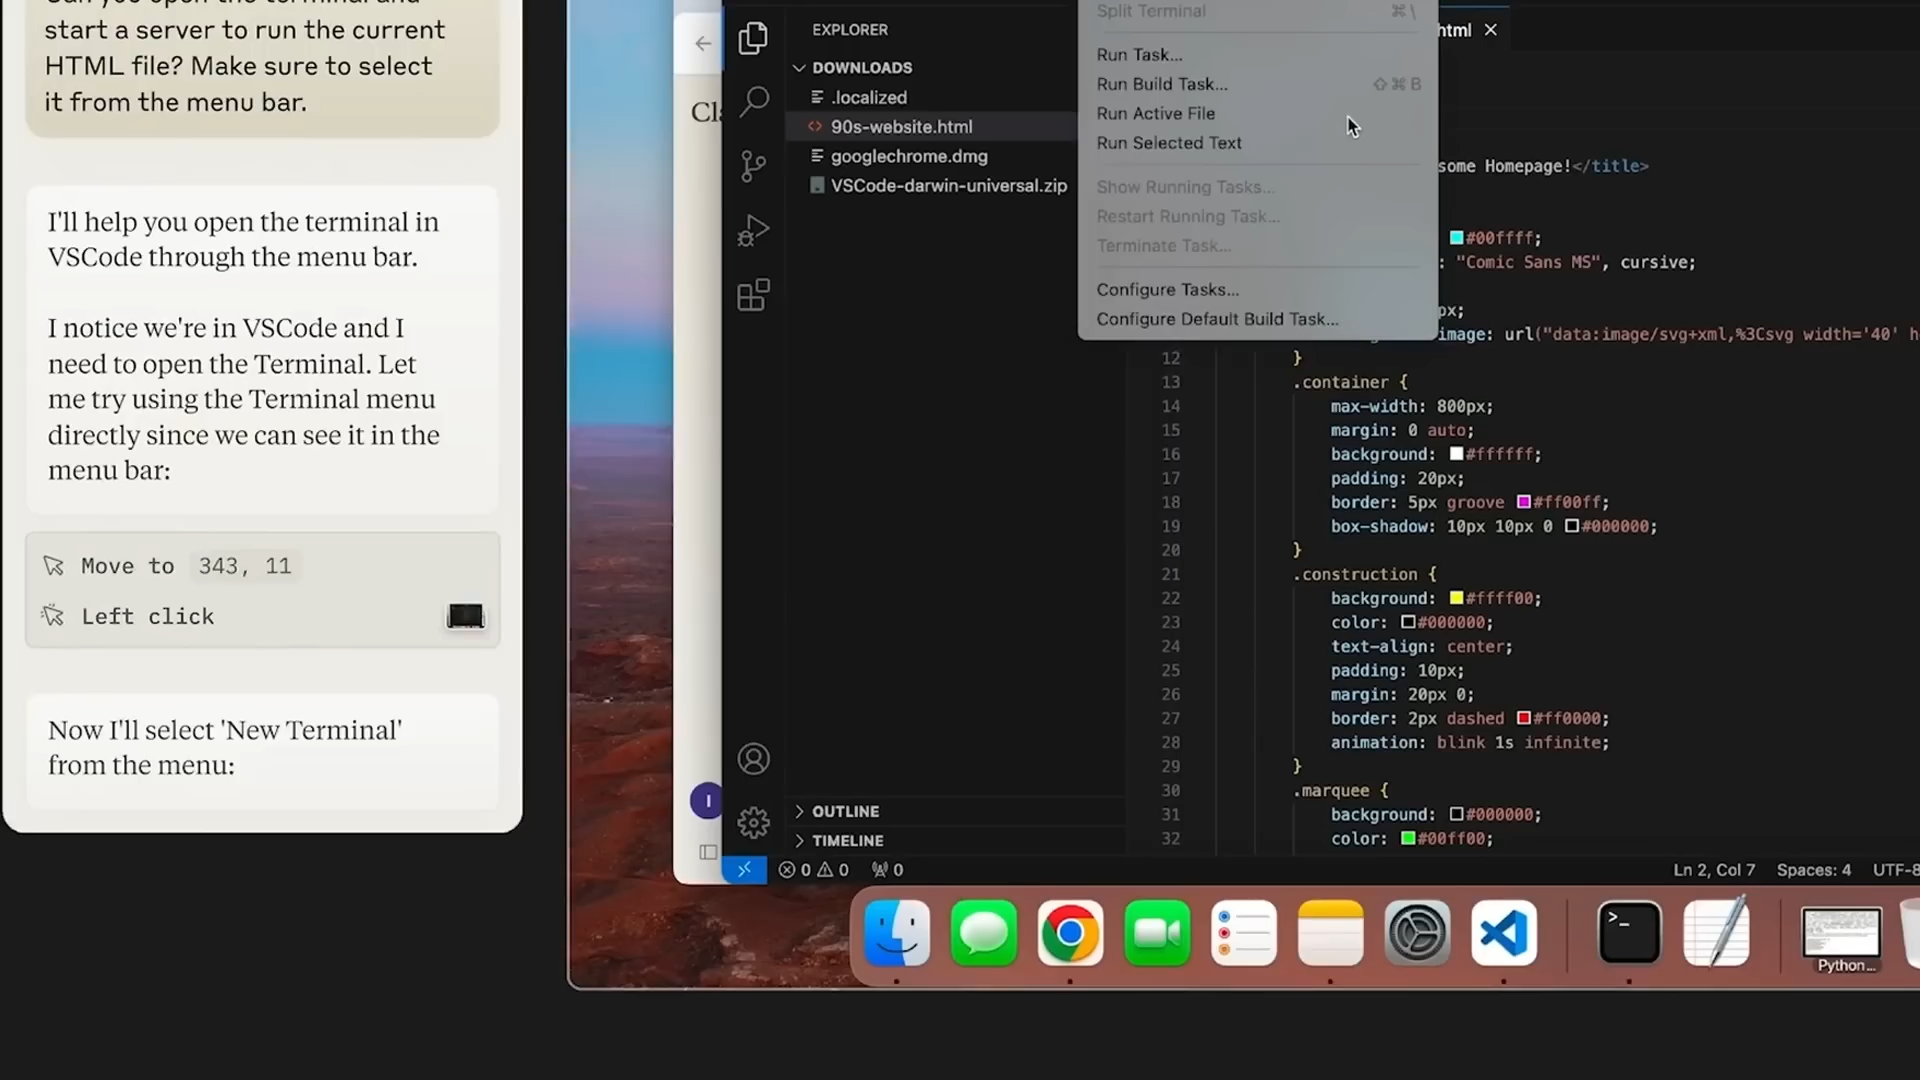 start a server to run the current
HTML file? Make sure to select
it from the menu bar.
I'll help you open the terminal in
VSCode through the menu bar.
I notice we're in VSCode and I
need to open the Terminal. Let
me try using the Terminal menu
directly since we can see it in the
menu bar:
Move to 343, 11
Left click
Now I'll select 'New Terminal'
from the menu:
Cla
I
EXPLORER
DOWNLOADS
.localized
90s-website.html
googlechrome.dmg
VSCode-darwin-universal.zip
OUTLINE
TIMELINE
Split Terminal ⌘\
Run Task...
Run Build Task... ⇧⌘B
Run Active File
Run Selected Text
Show Running Tasks...
Restart Running Task...
Terminate Task...
Configure Tasks...
Configure Default Build Task...
html
some Homepage!</title>
#00ffff;
: "Comic Sans MS", cursive;
px;
image: url("data:image/svg+xml,%3Csvg width='40' h
12 }
13 .container {
14 max-width: 800px;
15 margin: 0 auto;
16 background: #ffffff;
17 padding: 20px;
18 border: 5px groove #ff00ff;
19 box-shadow: 10px 10px 0 #000000;
20 }
21 .construction {
22 background: #ffff00;
23 color: #000000;
24 text-align: center;
25 padding: 10px;
26 margin: 20px 0;
27 border: 2px dashed #ff0000;
28 animation: blink 1s infinite;
29 }
30 .marquee {
31 background: #000000;
32 color: #00ff00;
0 0 0
Ln 2, Col 7 Spaces: 4 UTF-8
>_
Python...